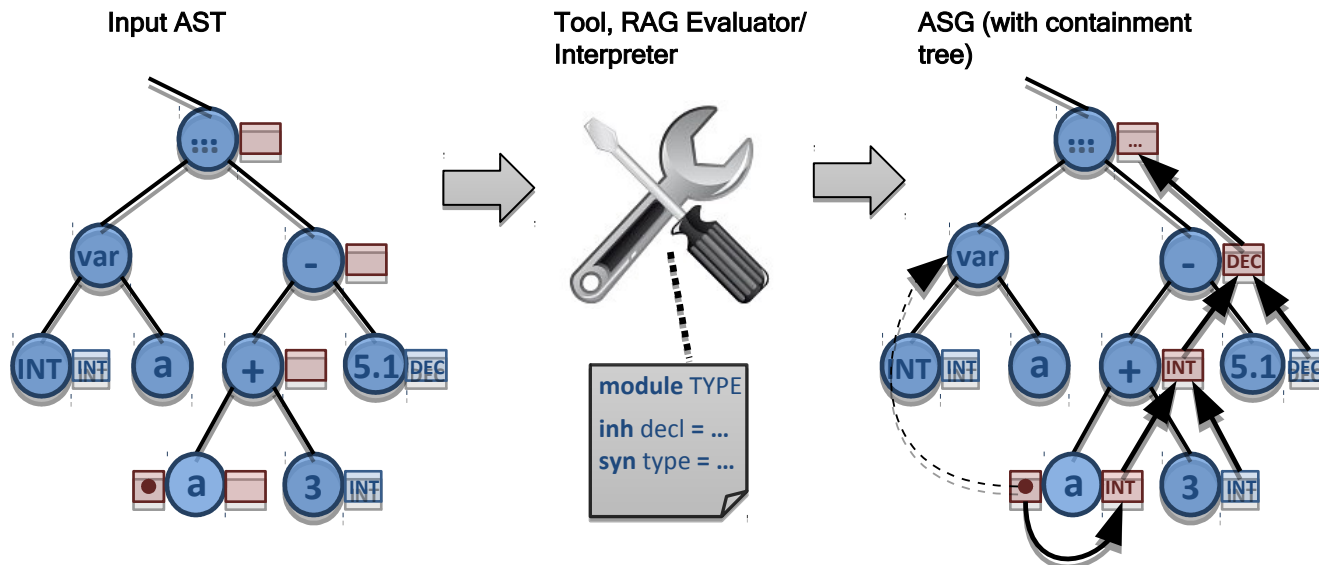 Input AST
Tool, RAG Evaluator/
Interpreter
ASG (with containment
tree)
...
var
-
INT
INT
a
+
5.1
DEC
a
3
INT
module TYPE
inh decl = ...
syn type = ...
...
...
var
-
DEC
INT
INT
a
+
INT
5.1
DEC
a
INT
3
INT